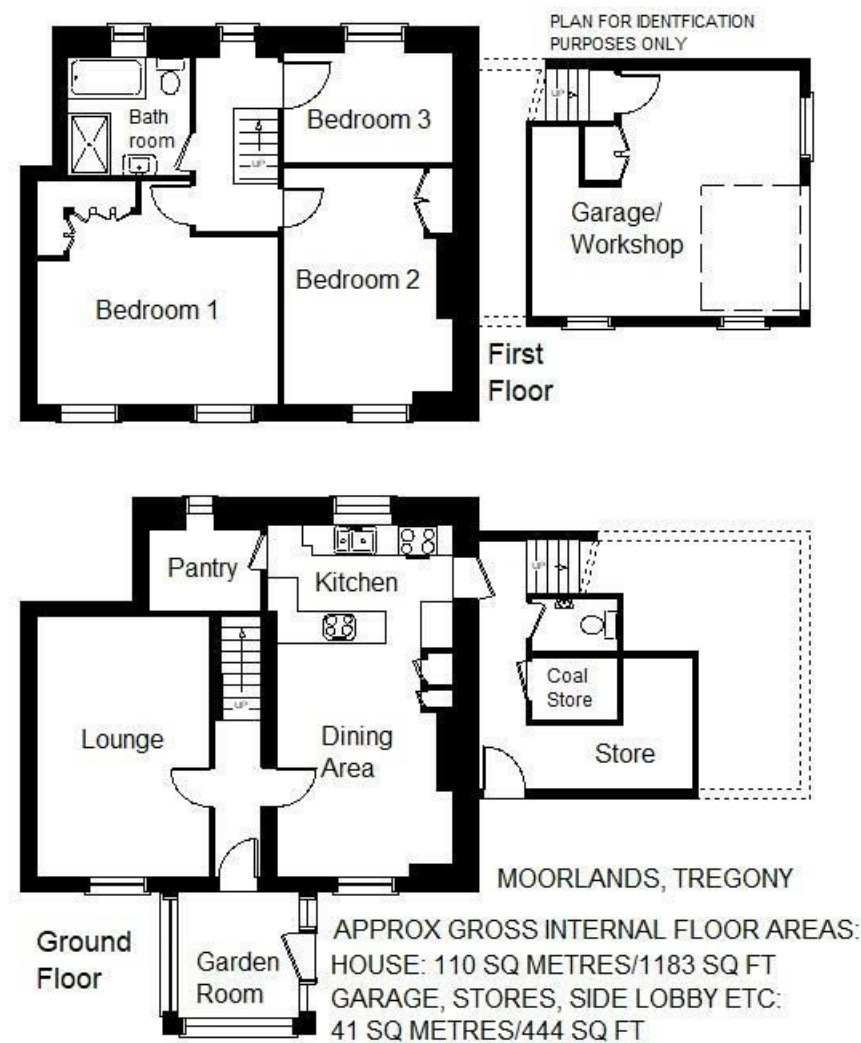 PLAN FOR IDENTFICATION
PURPOSES ONLY
Bath
room
UP
Bedroom 3
UP
Garage/
Workshop
Bedroom 2
Bedroom 1
First
Floor
Pantry
Kitchen
UP
UP
Coal
Store
Lounge
Dining
Area
Store
MOORLANDS, TREGONY
Ground
Floor
Garden
Room
APPROX GROSS INTERNAL FLOOR AREAS:
HOUSE: 110 SQ METRES/1183 SQ FT
GARAGE, STORES, SIDE LOBBY ETC:
41 SQ METRES/444 SQ FT